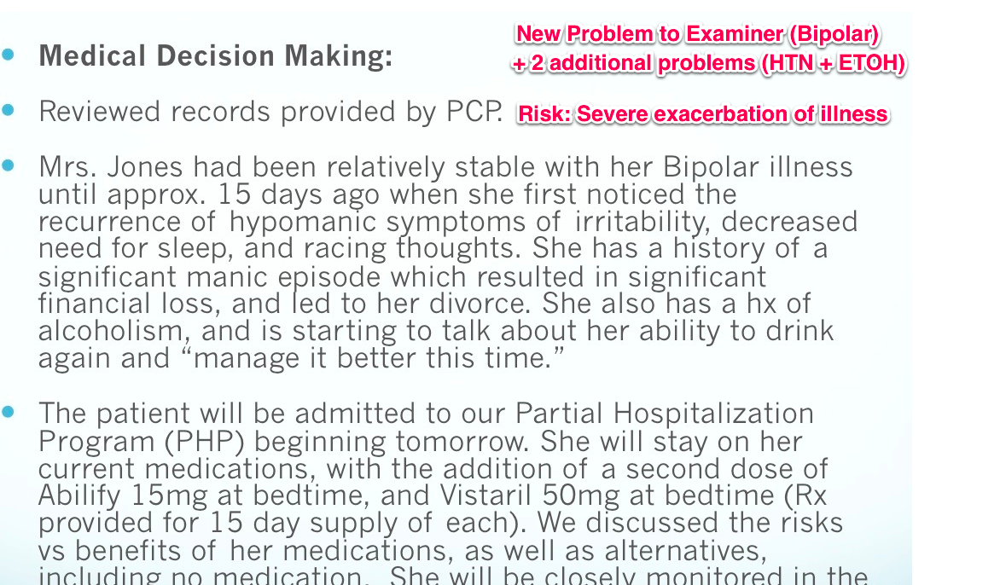 New Problem to Examiner (Bipolar)
+ 2 additional problems (HTN + ETOH)
Medical Decision Making:
Reviewed records provided by PCP.
Risk: Severe exacerbation of illness
Mrs. Jones had been relatively stable with her Bipolar illness
until approx. 15 days ago when she first noticed the
recurrence of hypomanic symptoms of irritability, decreased
need for sleep, and racing thoughts. She has a history of a
significant manic episode which resulted in significant
financial loss, and led to her divorce. She also has a hx of
alcoholism, and is starting to talk about her ability to drink
again and “manage it better this time.”
The patient will be admitted to our Partial Hospitalization
Program (PHP) beginning tomorrow. She will stay on her
current medications, with the addition of a second dose of
Abilify 15mg at bedtime, and Vistaril 50mg at bedtime (Rx
provided for 15 day supply of each). We discussed the risks
vs benefits of her medications, as well as alternatives,
including no medication. She will be closely monitored in the